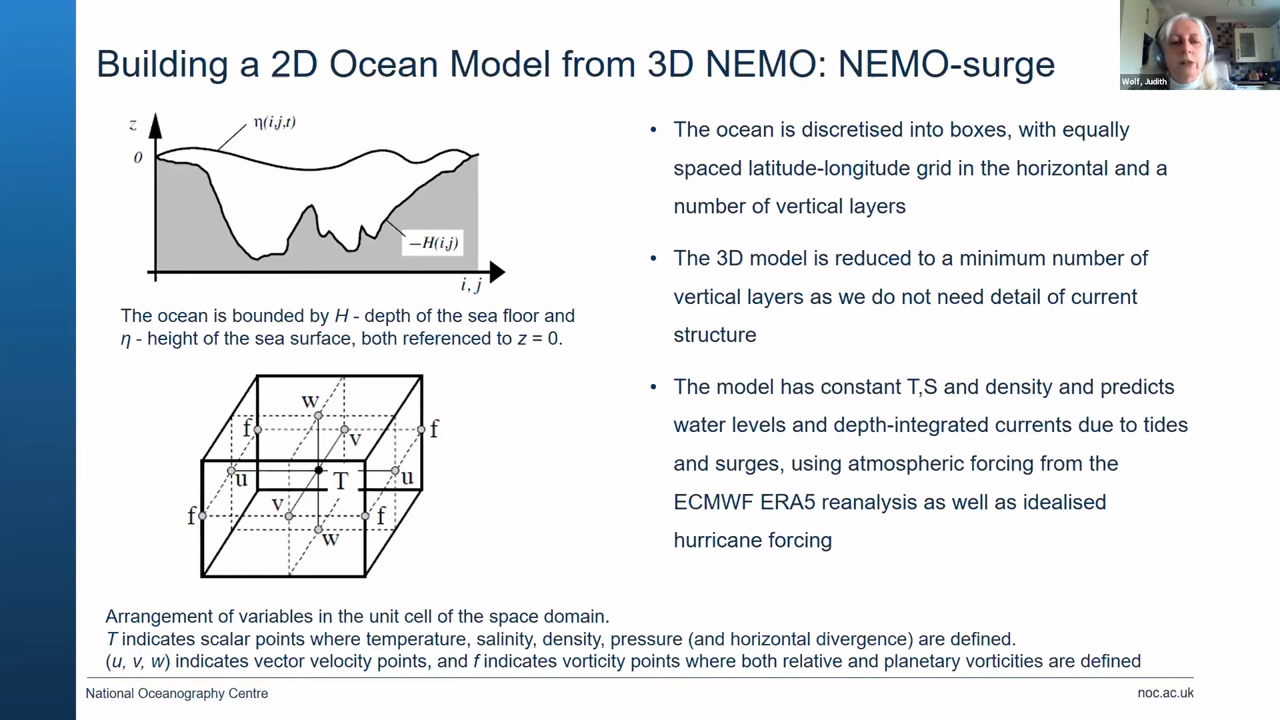 Building a 2D Ocean Model from 3D NEMO: NEMO-surge
Wolf, Judith
z
η(i,j,t)
0
−H(i,j)
i, j
The ocean is bounded by H - depth of the sea floor and
η - height of the sea surface, both referenced to z = 0.
w
f
v
f
u
T
u
v
f
f
w
Arrangement of variables in the unit cell of the space domain.
T indicates scalar points where temperature, salinity, density, pressure (and horizontal divergence) are defined.
(u, v, w) indicates vector velocity points, and f indicates vorticity points where both relative and planetary vorticities are defined
• The ocean is discretised into boxes, with equally
spaced latitude-longitude grid in the horizontal and a
number of vertical layers
• The 3D model is reduced to a minimum number of
vertical layers as we do not need detail of current
structure
• The model has constant T,S and density and predicts
water levels and depth-integrated currents due to tides
and surges, using atmospheric forcing from the
ECMWF ERA5 reanalysis as well as idealised
hurricane forcing
National Oceanography Centre
noc.ac.uk